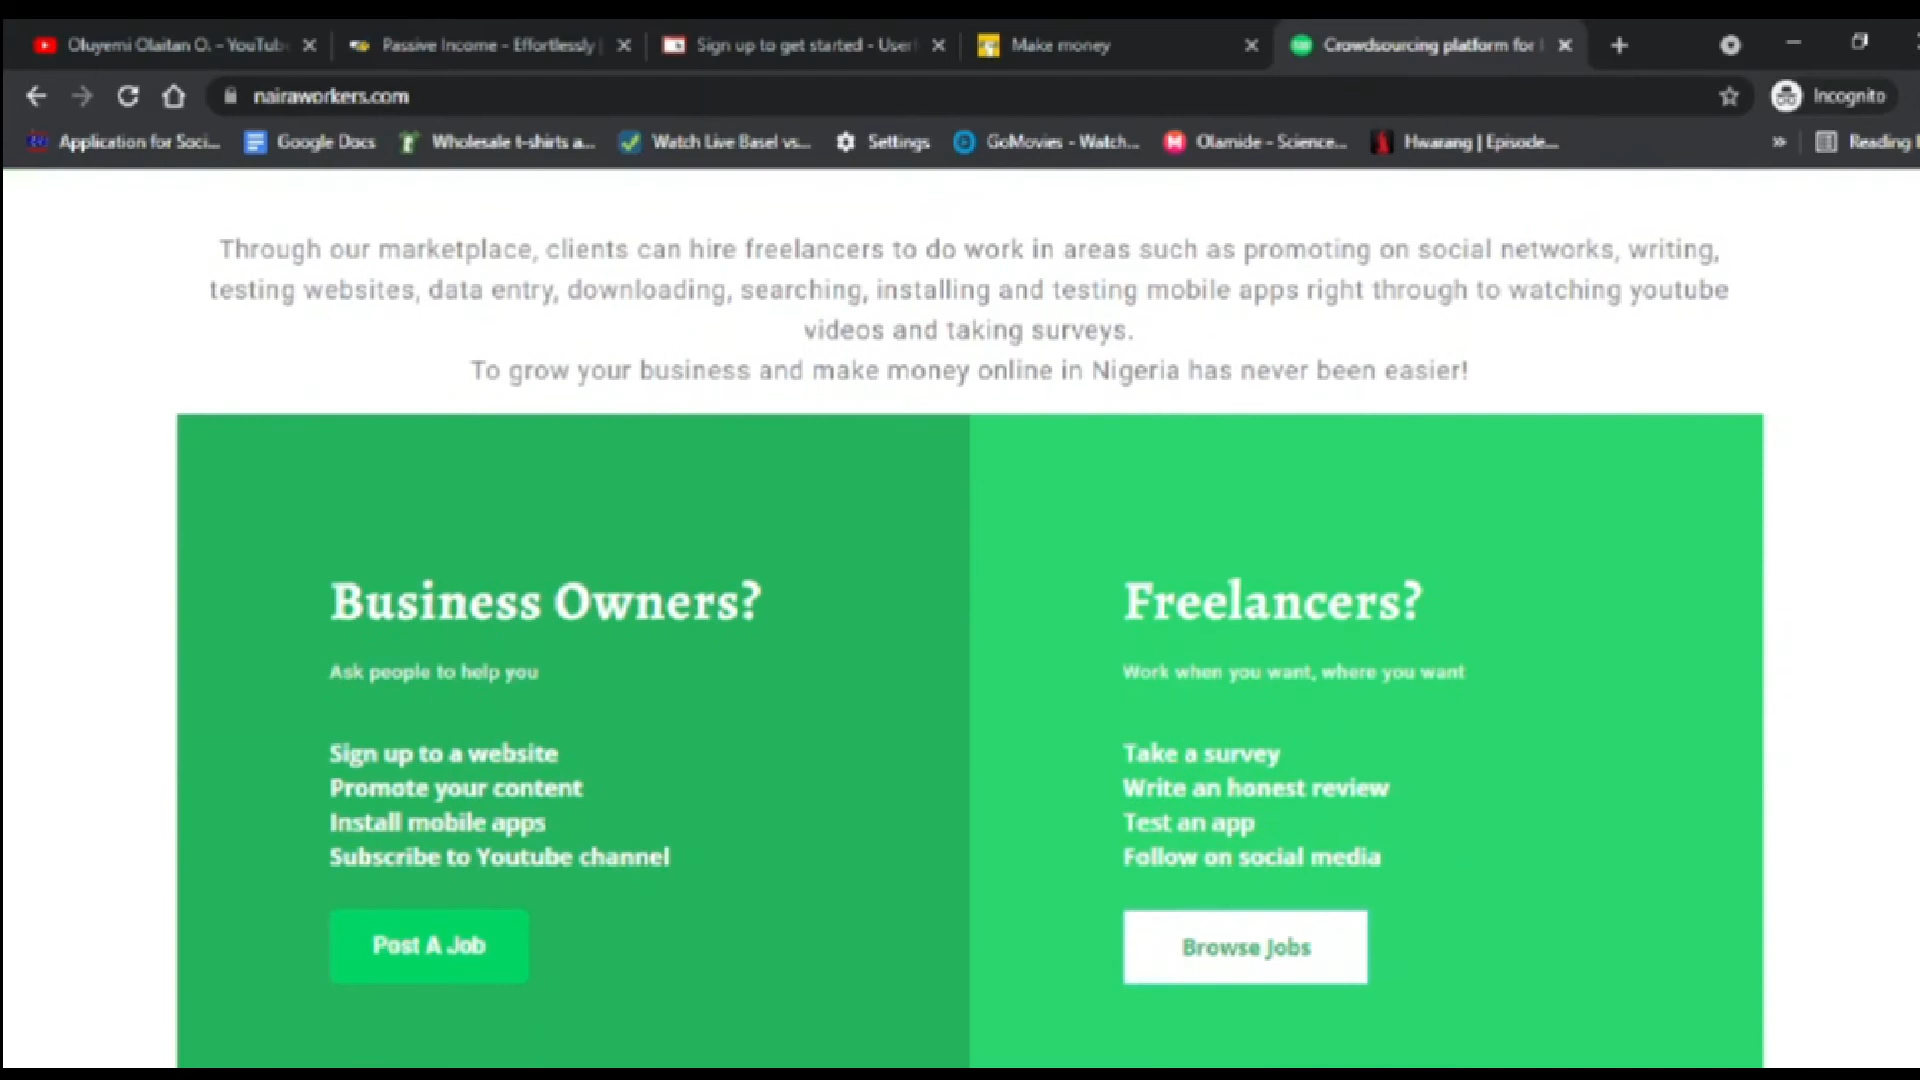 Oluyemi Olaitan O. - YouTub
Passive Income - Effortlessly
Sign up to get started - User
Make money
Crowdsourcing platform for
nairaworkers.com
Incognito
Application for Soci...
Google Docs
Wholesale t-shirts a...
Watch Live Basel vs...
Settings
GoMovies - Watch...
Olamide - Science...
Hwarang | Episode...
Reading
Through our marketplace, clients can hire freelancers to do work in areas such as promoting on social networks, writing,
testing websites, data entry, downloading, searching, installing and testing mobile apps right through to watching youtube
videos and taking surveys.
To grow your business and make money online in Nigeria has never been easier!
Business Owners?
Ask people to help you
Sign up to a website
Promote your content
Install mobile apps
Subscribe to Youtube channel
Post A Job
Freelancers?
Work when you want, where you want
Take a survey
Write an honest review
Test an app
Follow on social media
Browse Jobs